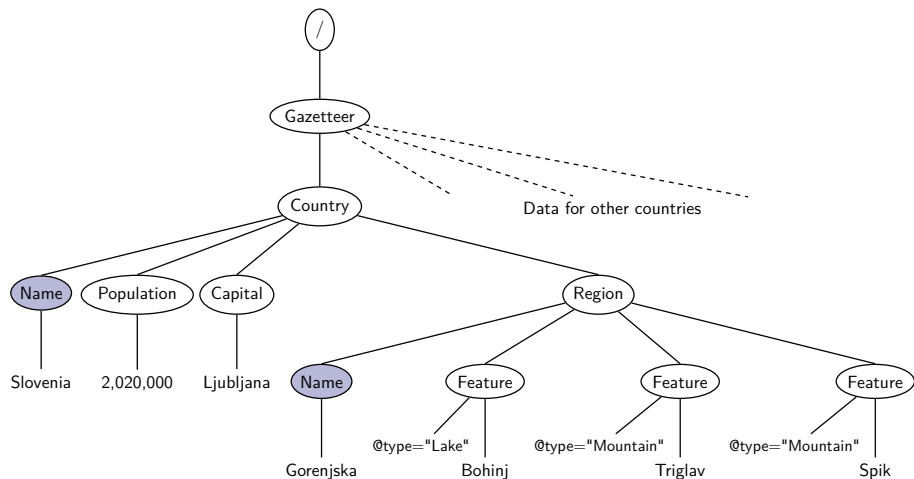 /
Gazetteer
Country
Data for other countries
Name
Population
Capital
Region
Slovenia
2,020,000
Ljubljana
Name
Feature
Feature
Feature
@type="Lake"
@type="Mountain"
@type="Mountain"
Gorenjska
Bohinj
Triglav
Spik